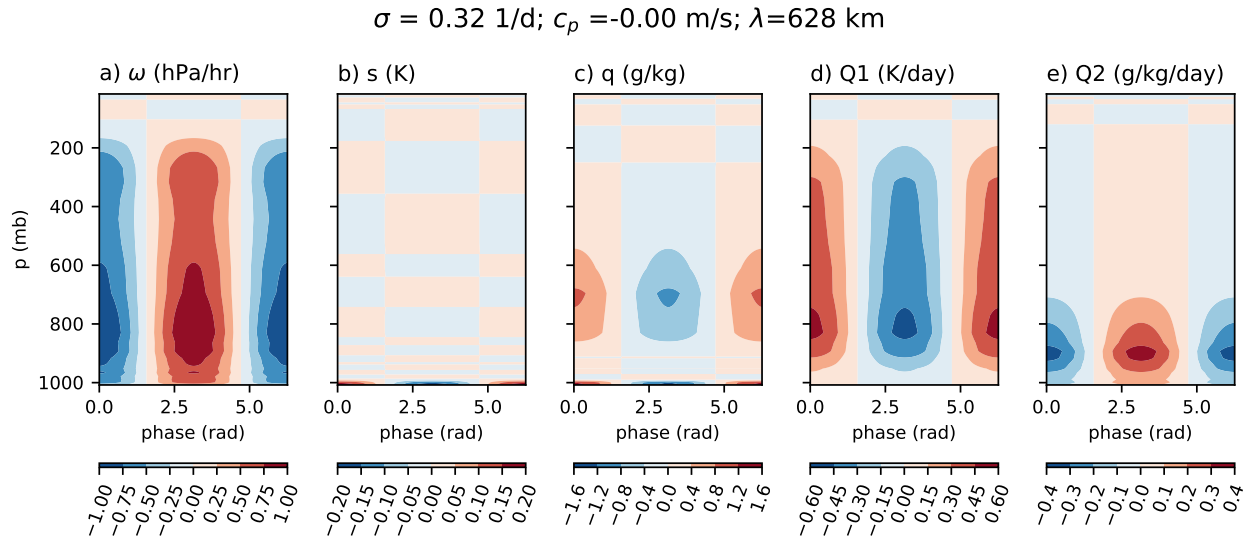 σ = 0.32 1/d; c_p =-0.00 m/s; λ=628 km
a) ω (hPa/hr)
b) s (K)
c) q (g/kg)
d) Q1 (K/day)
e) Q2 (g/kg/day)
p (mb)
200
400
600
800
1000
0.0 2.5 5.0
0.0 2.5 5.0
0.0 2.5 5.0
0.0 2.5 5.0
0.0 2.5 5.0
phase (rad)
phase (rad)
phase (rad)
phase (rad)
phase (rad)
−1.00 −0.75 −0.50 −0.25 0.00 0.25 0.50 0.75 1.00
−0.20 −0.15 −0.10 −0.05 0.00 0.05 0.10 0.15 0.20
−1.6 −1.2 −0.8 −0.4 0.0 0.4 0.8 1.2 1.6
−0.60 −0.45 −0.30 −0.15 0.00 0.15 0.30 0.45 0.60
−0.4 −0.3 −0.2 −0.1 0.0 0.1 0.2 0.3 0.4